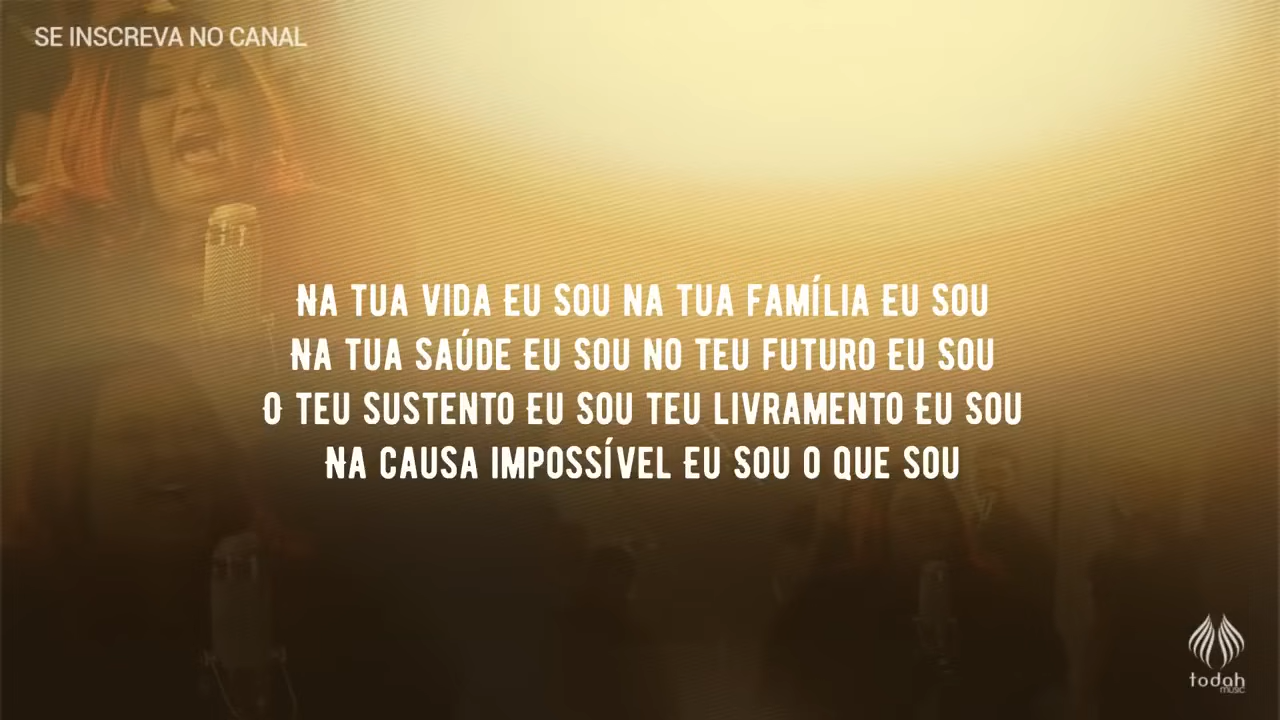 SE INSCREVA NO CANAL
NA TUA VIDA EU SOU NA TUA FAMÍLIA EU SOU
NA TUA SAÚDE EU SOU NO TEU FUTURO EU SOU
O TEU SUSTENTO EU SOU TEU LIVRAMENTO EU SOU
NA CAUSA IMPOSSÍVEL EU SOU O QUE SOU
todah
music